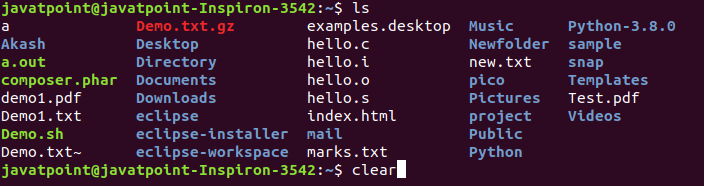 javatpoint@javatpoint-Inspiron-3542:~$ ls
a Demo.txt.gz examples.desktop Music Python-3.8.0
Akash Desktop hello.c Newfolder sample
a.out Directory hello.i new.txt snap
composer.phar Documents hello.o pico Templates
demo1.pdf Downloads hello.s Pictures Test.pdf
Demo1.txt eclipse index.html project Videos
Demo.sh eclipse-installer mail Public
Demo.txt~ eclipse-workspace marks.txt Python
javatpoint@javatpoint-Inspiron-3542:~$ clear